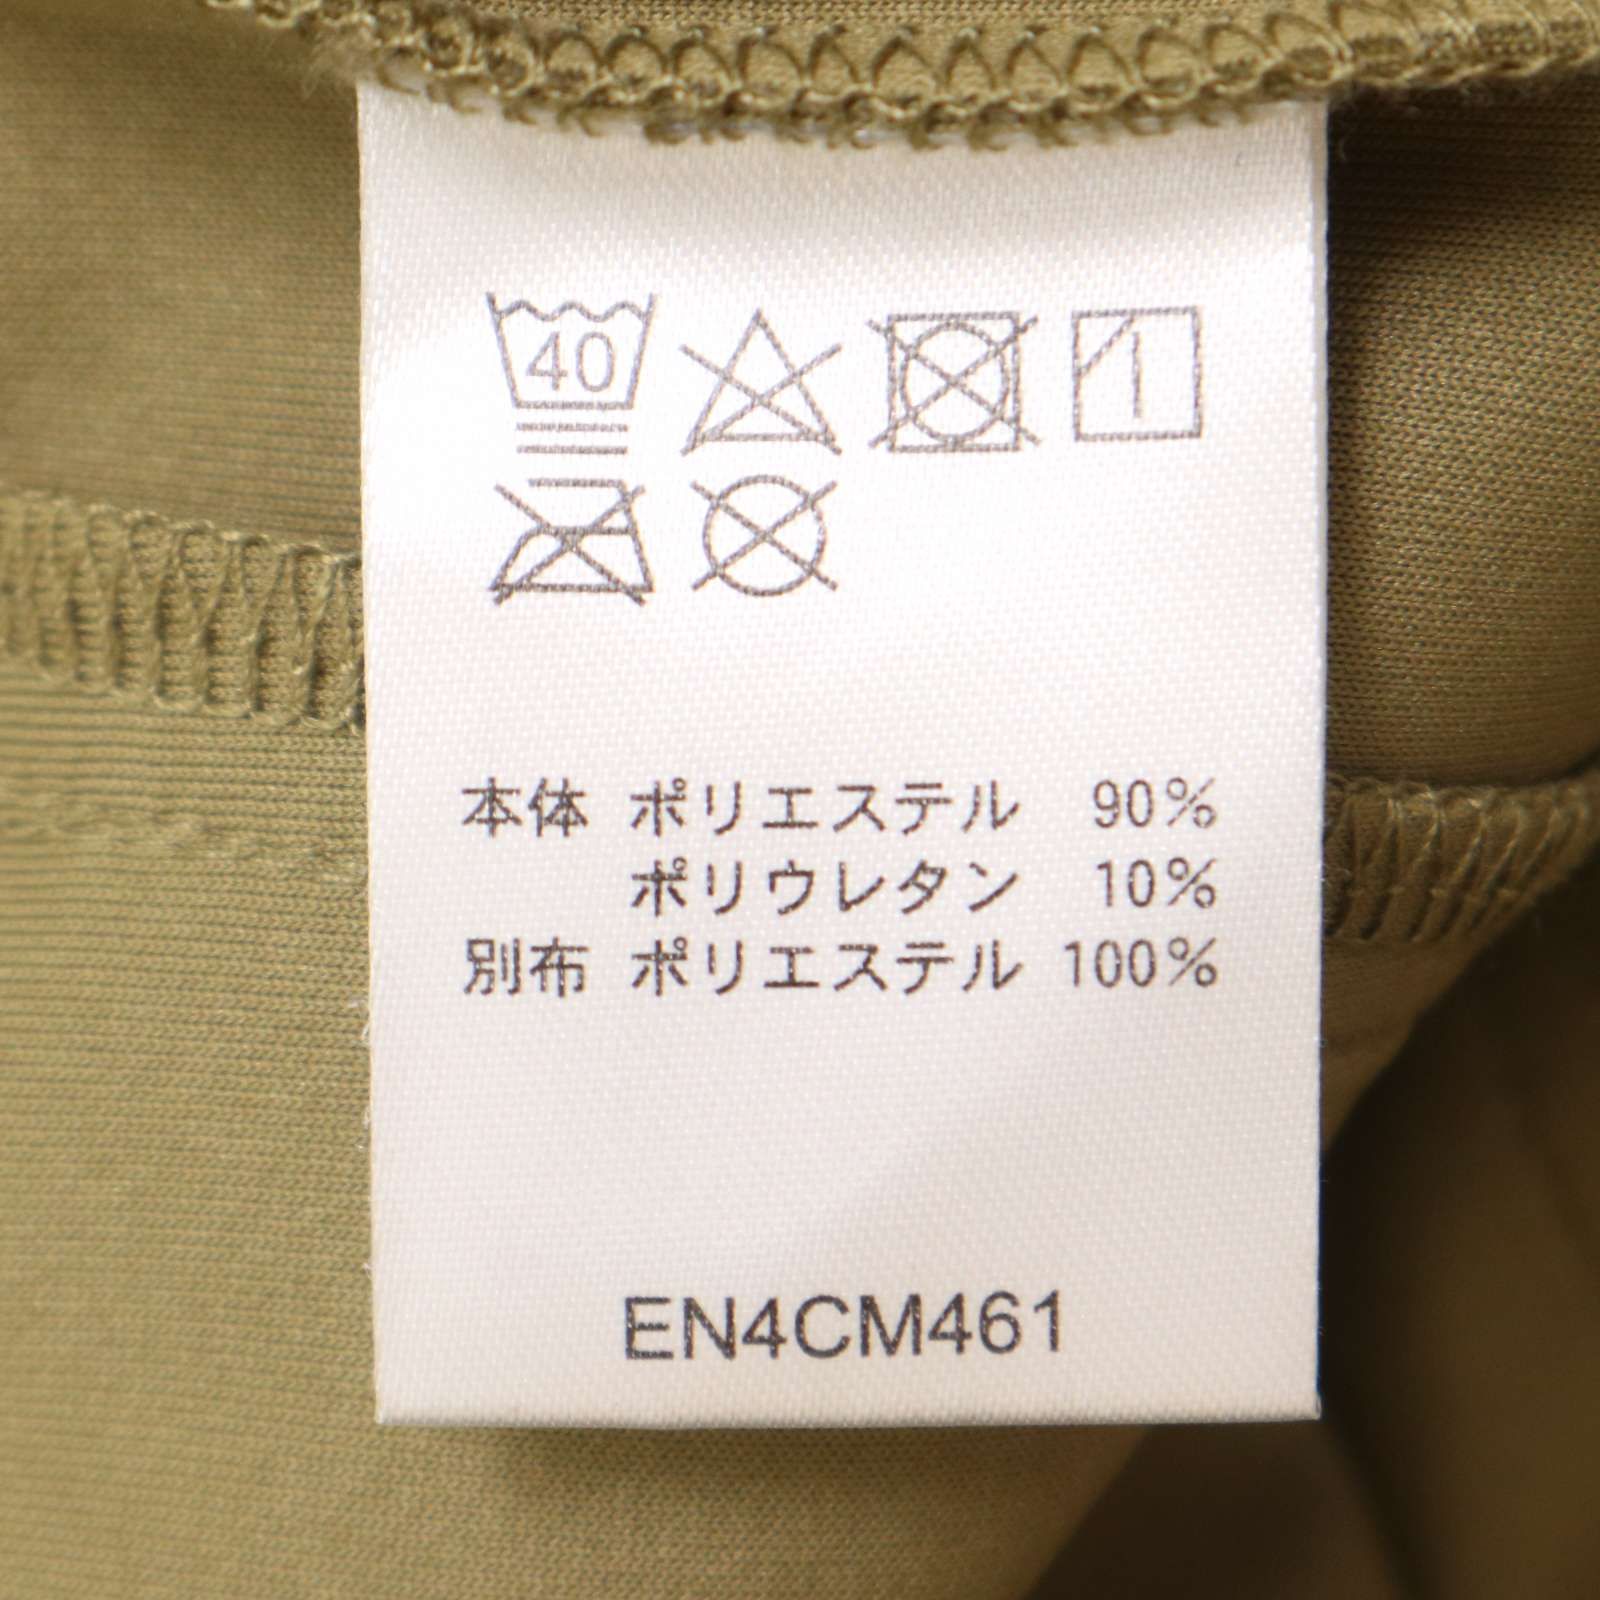 40
本体 ポリエステル 90%
ポリウレタン 10%
別布 ポリエステル 100%
EN4CM461